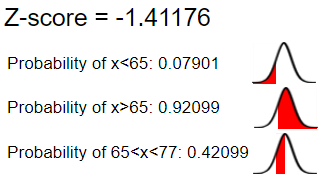 Z-score = -1.41176
Probability of x<65: 0.07901
Probability of x>65: 0.92099
Probability of 65<x<77: 0.42099